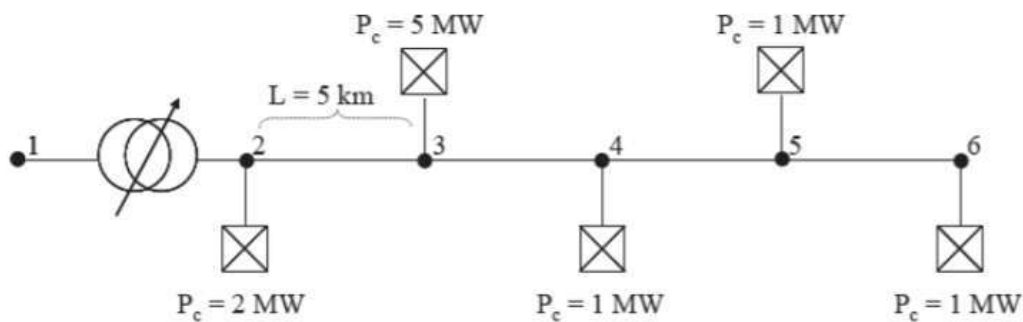 P_c = 5 MW
P_c = 1 MW
L = 5 km
1
2
3
4
5
6
P_c = 2 MW
P_c = 1 MW
P_c = 1 MW